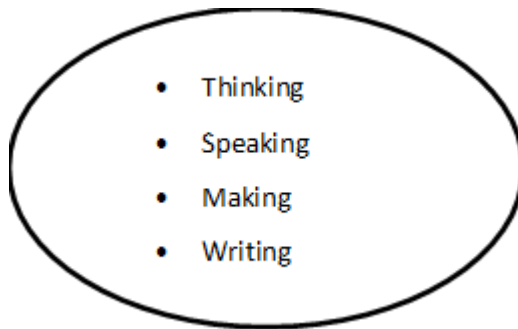 • Thinking
• Speaking
• Making
• Writing